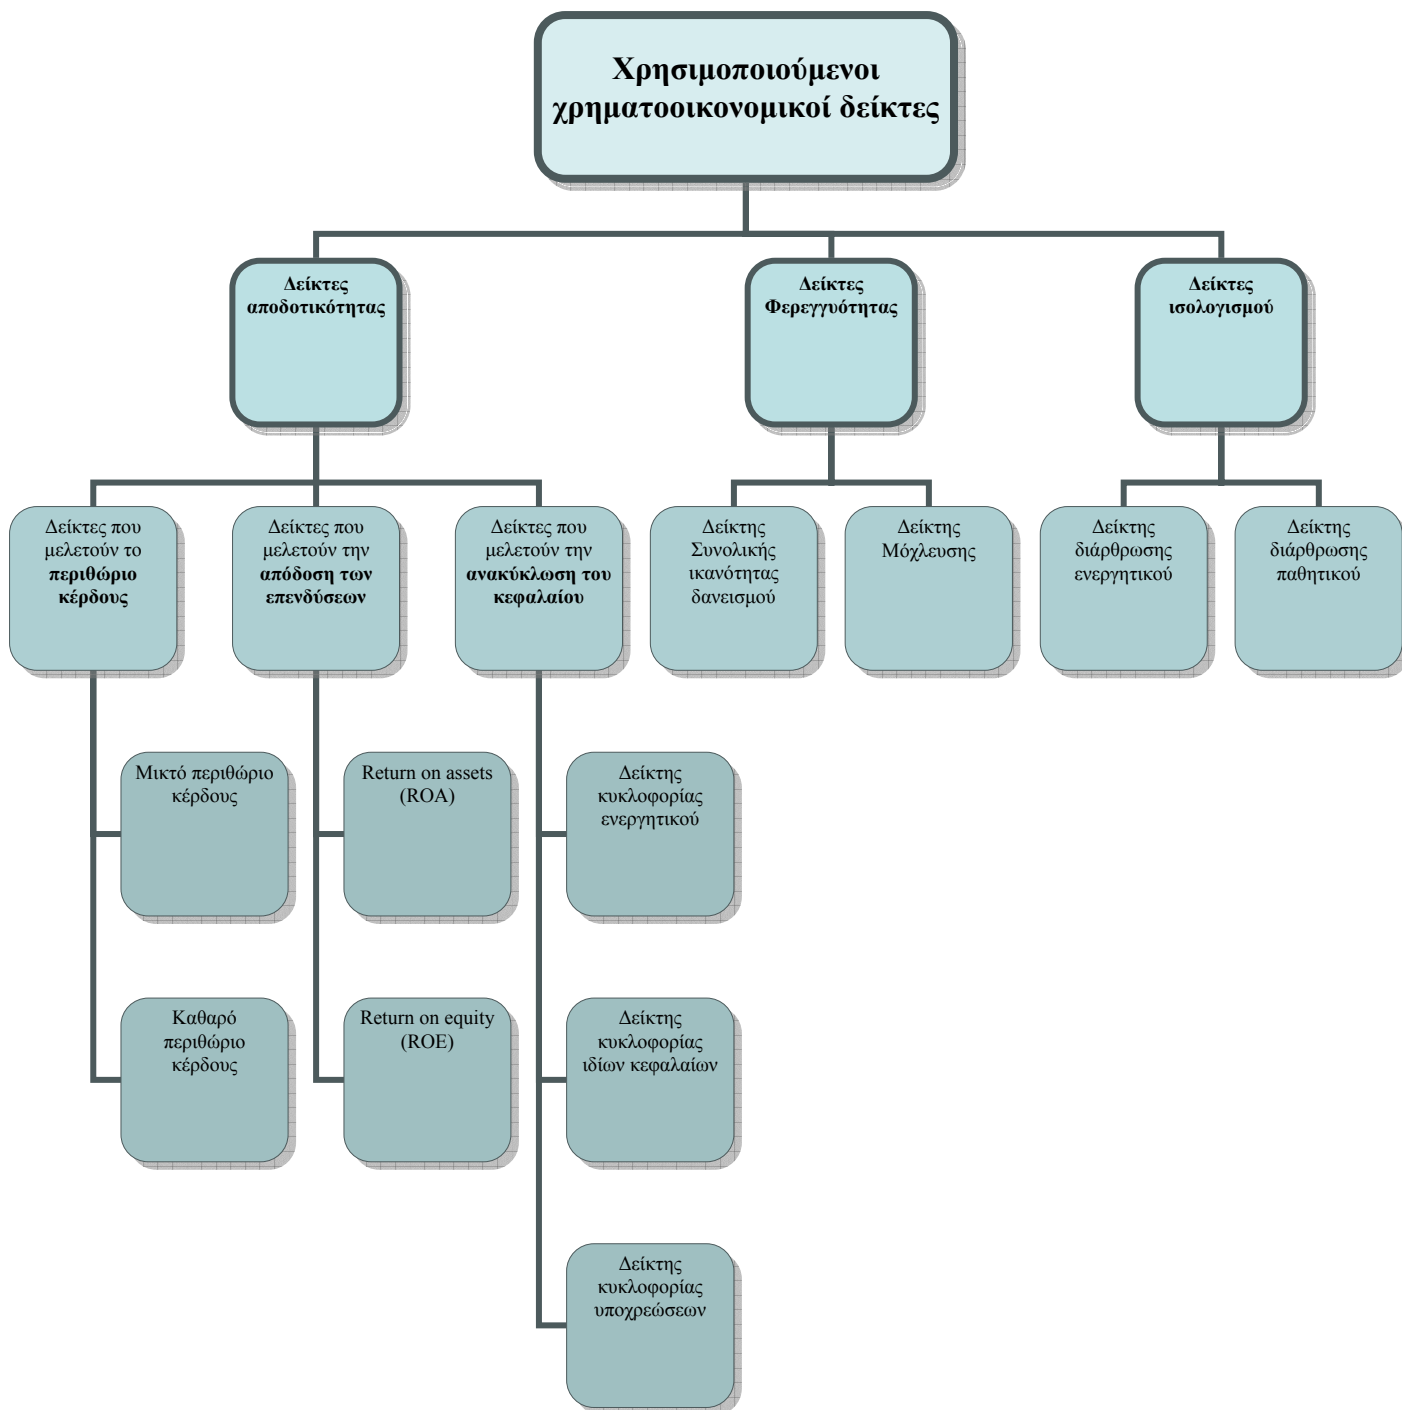 Χρησιμοποιούμενοι
χρηματοοικονομικοί δείκτες
Δείκτες
αποδοτικότητας
Δείκτες
Φερεγγυότητας
Δείκτες
ισολογισμού
Δείκτες που
μελετούν το
περιθώριο
κέρδους
Δείκτες που
μελετούν την
απόδοση των
επενδύσεων
Δείκτες που
μελετούν την
ανακύκλωση του
κεφαλαίου
Δείκτης
Συνολικής
ικανότητας
δανεισμού
Δείκτης
Μόχλευσης
Δείκτης
διάρθρωσης
ενεργητικού
Δείκτης
διάρθρωσης
παθητικού
Μικτό περιθώριο
κέρδους
Return on assets
(ROA)
Δείκτης
κυκλοφορίας
ενεργητικού
Καθαρό
περιθώριο
κέρδους
Return on equity
(ROE)
Δείκτης
κυκλοφορίας
ιδίων κεφαλαίων
Δείκτης
κυκλοφορίας
υποχρεώσεων